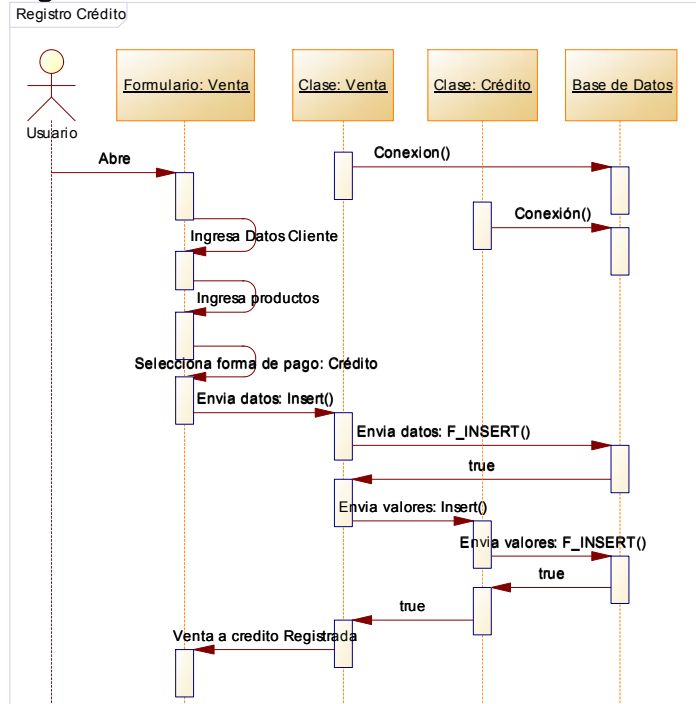 Registro Crédito
Formulario: Venta
Clase: Venta
Clase: Crédito
Base de Datos
Usuario
Abre
Conexion()
Conexión()
Ingresa Datos Cliente
Ingresa productos
Selecciona forma de pago: Crédito
Envia datos: Insert()
Envia datos: F_INSERT()
true
Envia valores: Insert()
Envia valores: F_INSERT()
true
true
Venta a credito Registrada